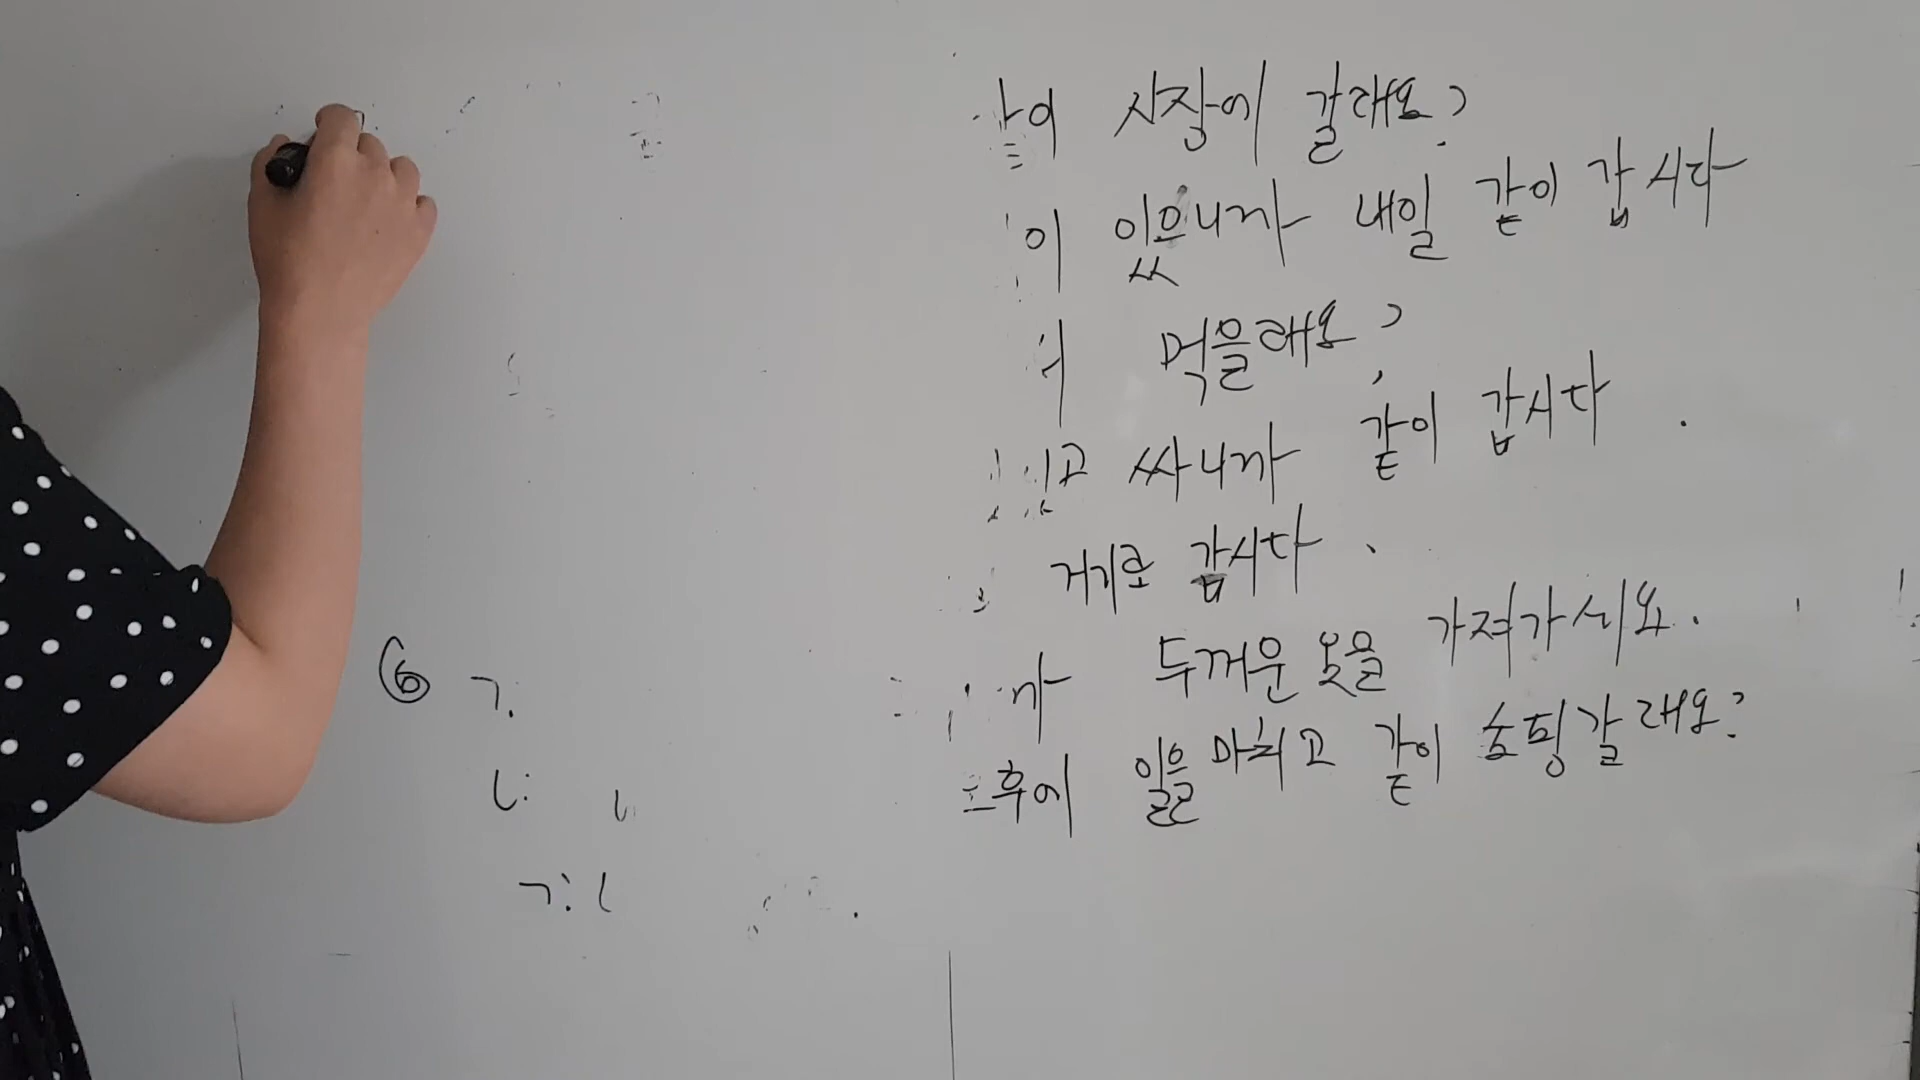 시장에 갈래요?
이 있으니까 내일 같이 갑시다
먹을래요?
고 싸니까 같이 갑시다.
거기로 갑시다.
⑥ ㄱ. 까 두꺼운 옷을 가져가세요.
ㄴ: 후에 일을 마치고 같이 쇼핑갈래요?
ㄱ: ㄴ